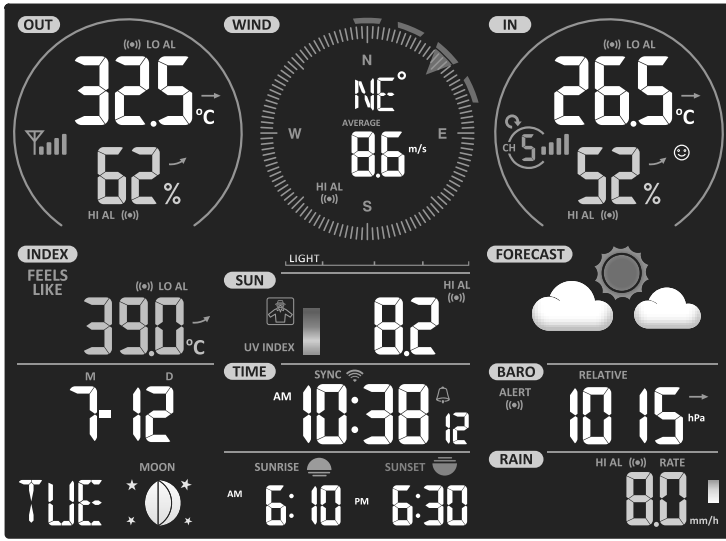 OUT
((•)) LO AL
32.5 °C
62 %
HI AL ((•))
WIND
N
NE°
W
E
AVERAGE
8.6 m/s
HI AL
((•))
S
IN
((•)) LO AL
26.5 °C
CH 5
52 %
HI AL ((•))
INDEX
FEELS
LIKE
((•)) LO AL
39.0 °C
LIGHT
SUN
HI AL
((•))
UV INDEX
8.2
FORECAST
M D
7-12
TUE
MOON
TIME
SYNC
AM 10:38 12
SUNRISE
AM 6:10
SUNSET
PM 6:30
BARO
RELATIVE
ALERT
((•))
1015 hPa
RAIN
HI AL ((•)) RATE
8.0 mm/h